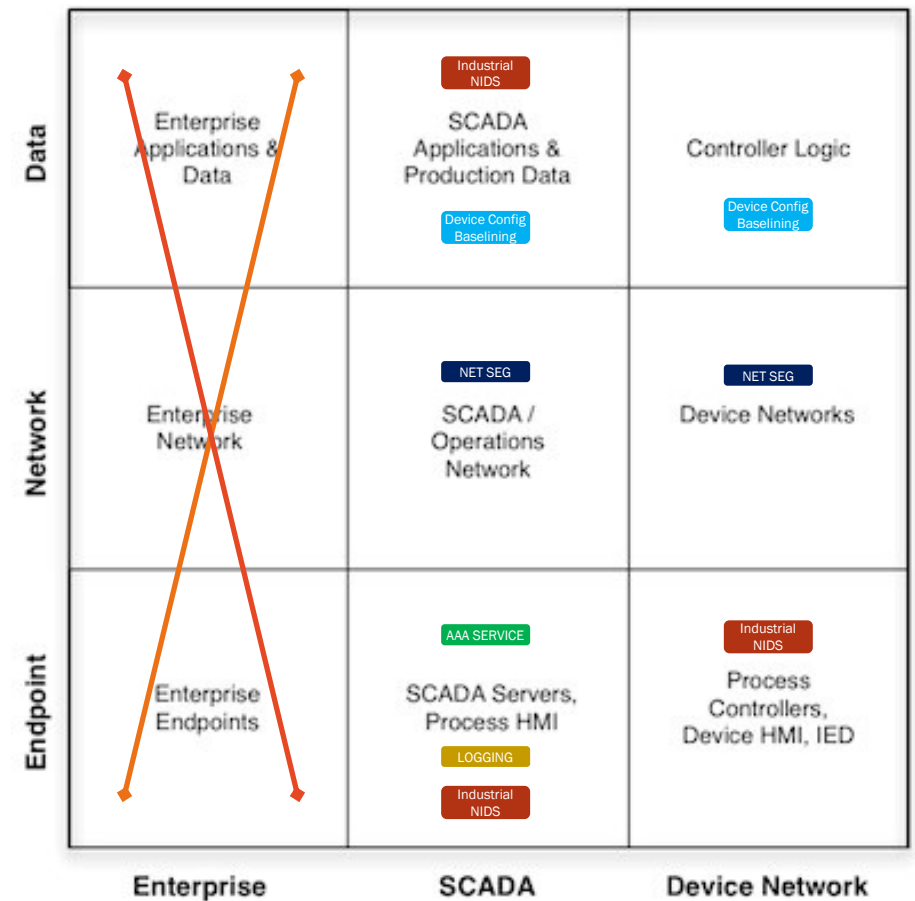 Data
Enterprise
Applications &
Data
Industrial
NIDS
SCADA
Applications &
Production Data
Device Config
Baselining
Controller Logic
Device Config
Baselining
Network
Enterprise
Network
NET SEG
SCADA /
Operations
Network
NET SEG
Device Networks
Endpoint
Enterprise
Endpoints
AAA SERVICE
SCADA Servers,
Process HMI
LOGGING
Industrial
NIDS
Industrial
NIDS
Process
Controllers,
Device HMI, IED
Enterprise
SCADA
Device Network